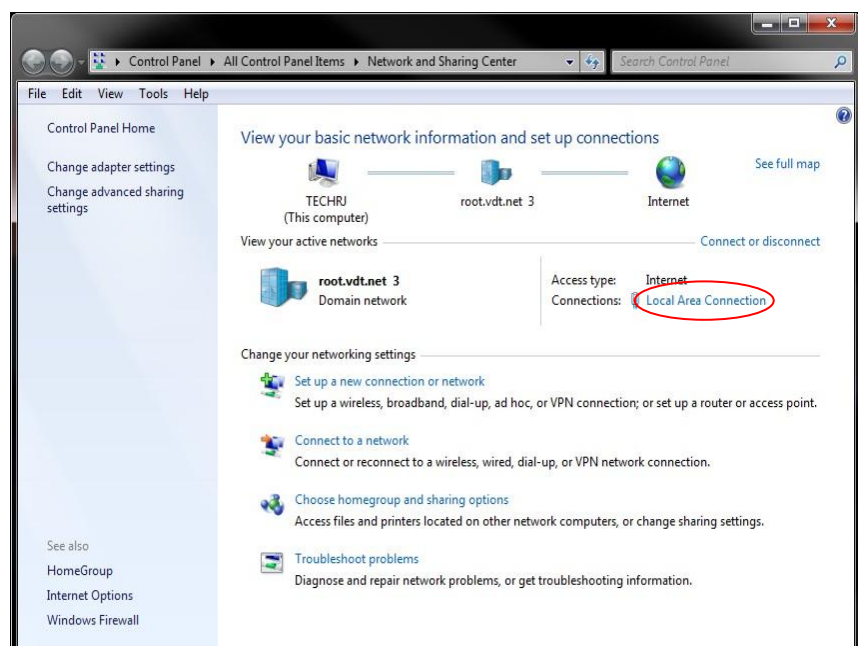 Control Panel ▸ All Control Panel Items ▸ Network and Sharing Center
Search Control Panel
File Edit View Tools Help
Control Panel Home
Change adapter settings
Change advanced sharing
settings
See also
HomeGroup
Internet Options
Windows Firewall
View your basic network information and set up connections
See full map
TECHRJ
(This computer)
root.vdt.net 3
Internet
View your active networks
Connect or disconnect
root.vdt.net 3
Domain network
Access type: Internet
Connections: Local Area Connection
Change your networking settings
Set up a new connection or network
Set up a wireless, broadband, dial-up, ad hoc, or VPN connection; or set up a router or access point.
Connect to a network
Connect or reconnect to a wireless, wired, dial-up, or VPN network connection.
Choose homegroup and sharing options
Access files and printers located on other network computers, or change sharing settings.
Troubleshoot problems
Diagnose and repair network problems, or get troubleshooting information.